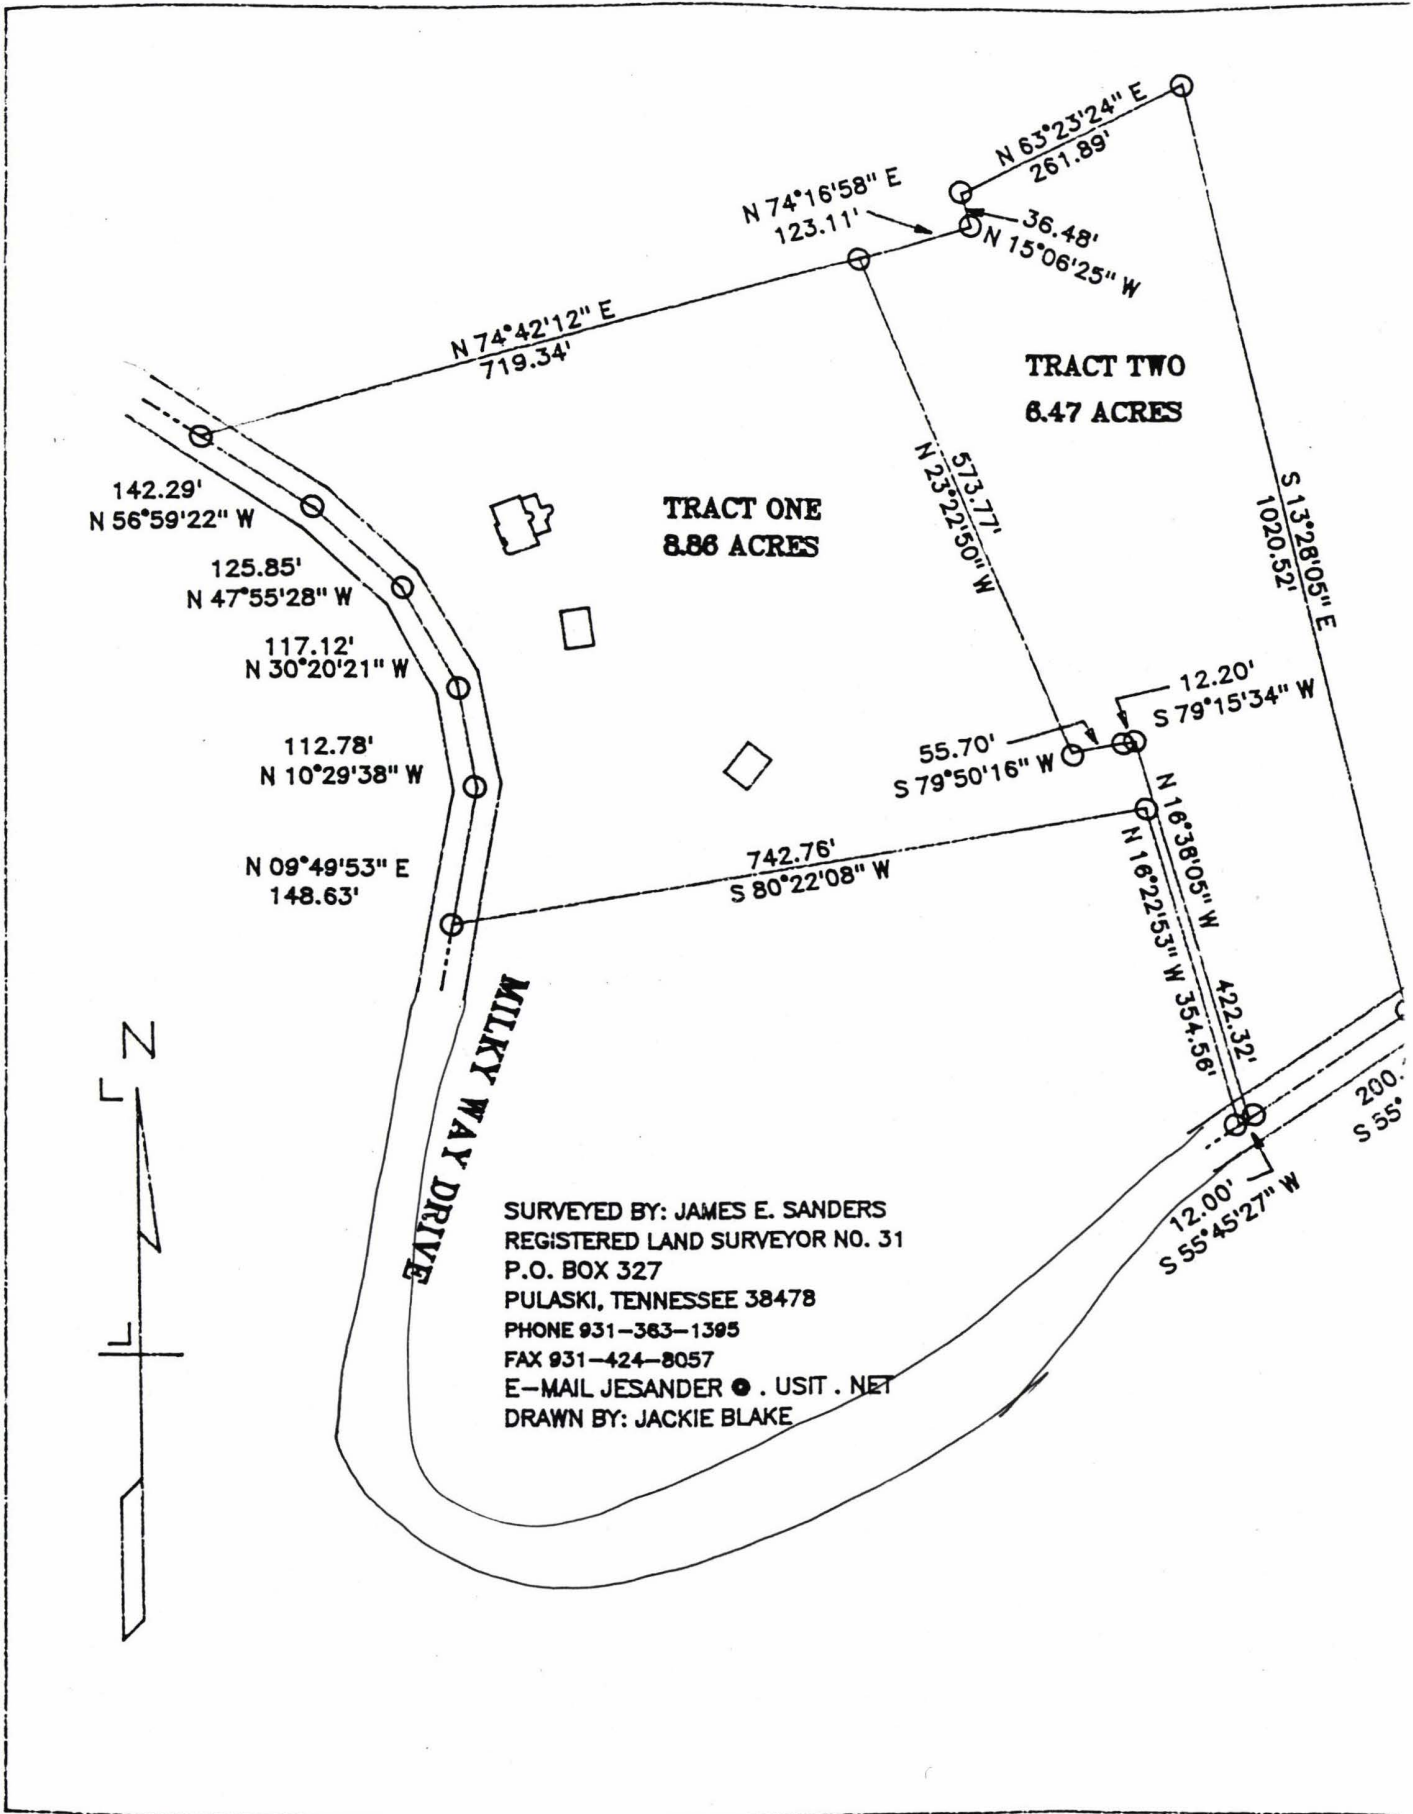 N 63°23'24" E
261.89'
N 74°16'58" E
123.11'
36.48'
N 15°06'25" W
N 74°42'12" E
719.34'
TRACT TWO
6.47 ACRES
142.29'
N 56°59'22" W
TRACT ONE
8.86 ACRES
573.77'
N 23°22'50" W
S 13°28'05" E
1020.52'
125.85'
N 47°55'28" W
117.12'
N 30°20'21" W
12.20'
S 79°15'34" W
112.78'
N 10°29'38" W
55.70'
S 79°50'16" W
N 16°38'05" W
422.32'
N 16°22'53" W 354.56'
742.76'
S 80°22'08" W
N 09°49'53" E
148.63'
MILKY WAY DRIVE
N
200.
S 55°
12.00'
S 55°45'27" W
SURVEYED BY: JAMES E. SANDERS
REGISTERED LAND SURVEYOR NO. 31
P.O. BOX 327
PULASKI, TENNESSEE 38478
PHONE 931-363-1395
FAX 931-424-8057
E-MAIL JESANDER @ . USIT . NET
DRAWN BY: JACKIE BLAKE